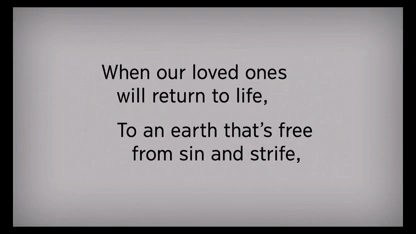 When our loved ones
will return to life,
To an earth that’s free
from sin and strife,